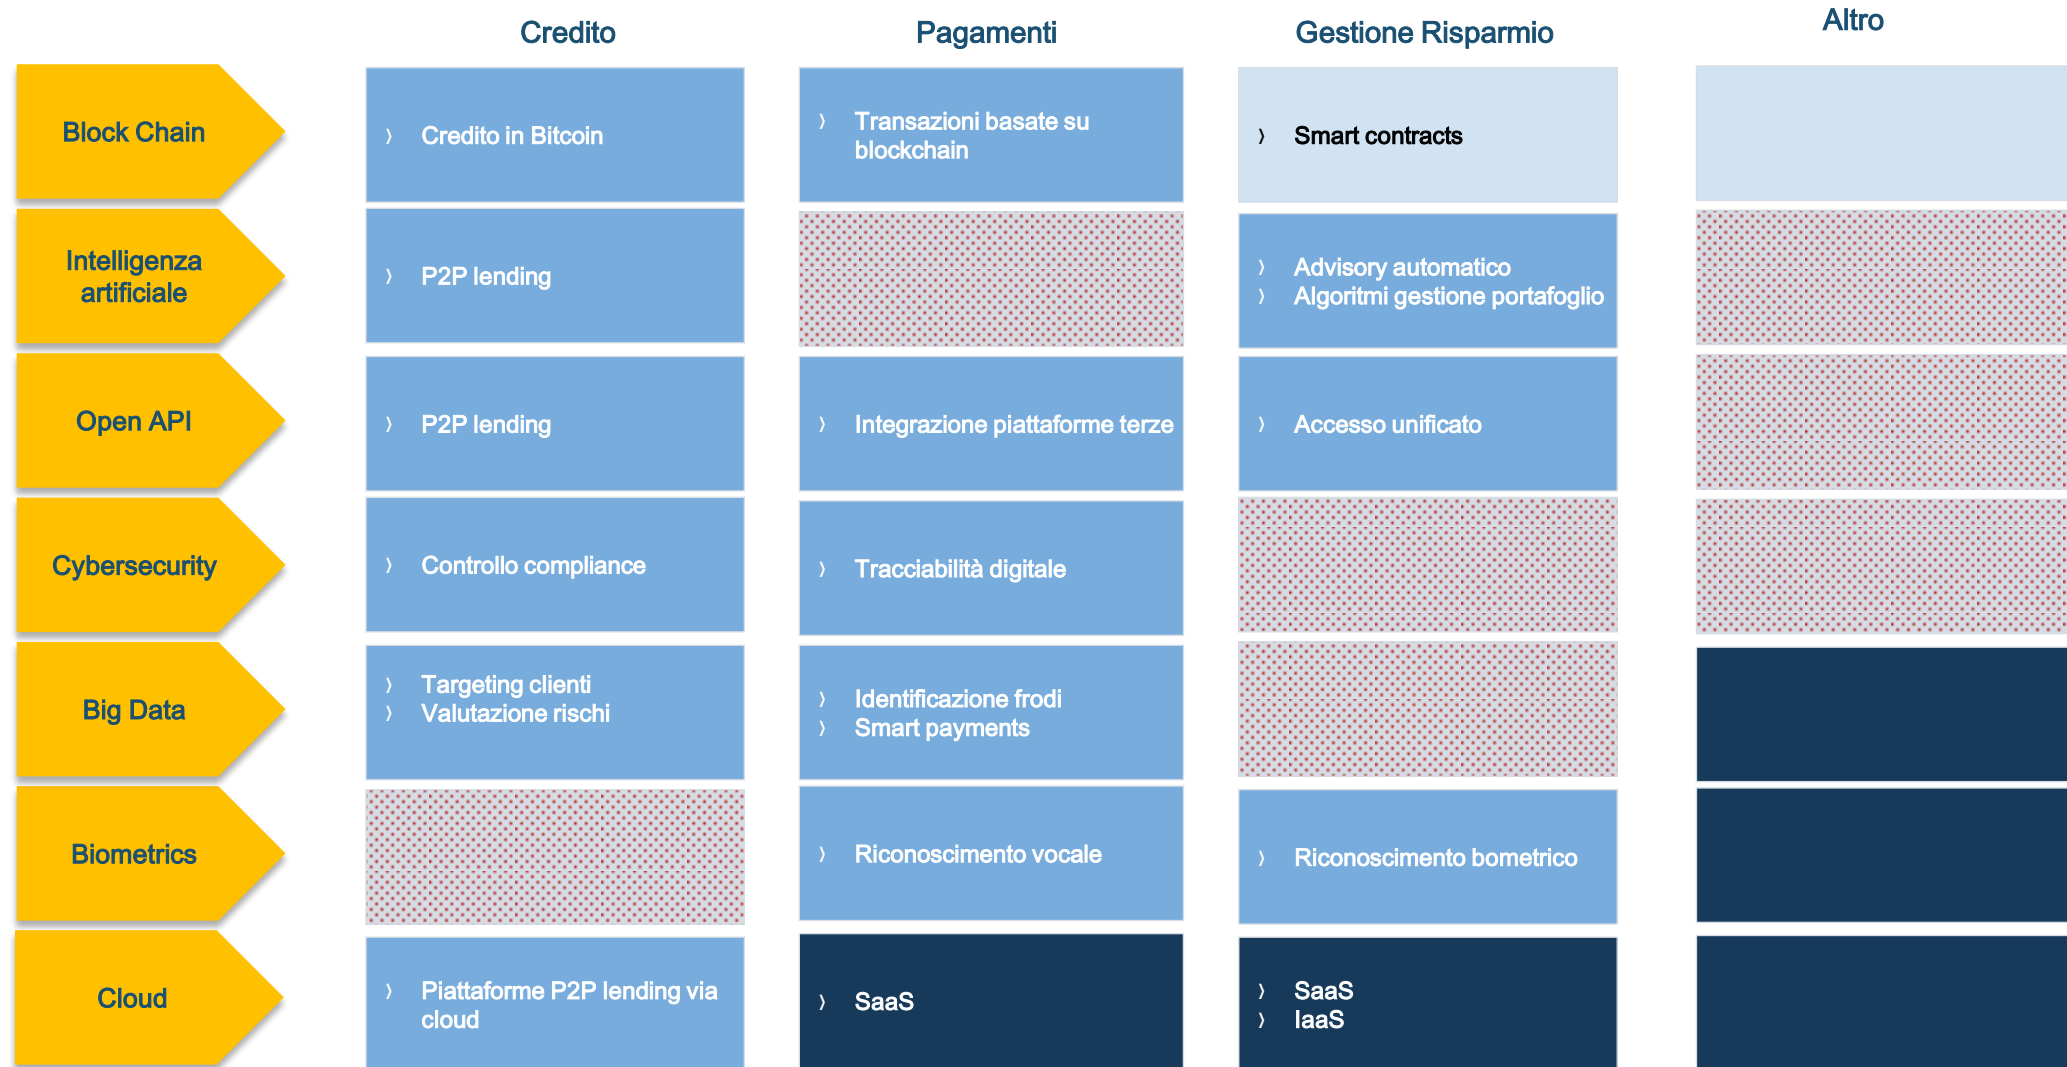 Credito
Pagamenti
Gestione Risparmio
Altro
Block Chain
› Credito in Bitcoin
› Transazioni basate su
blockchain
› Smart contracts
Intelligenza
artificiale
› P2P lending
› Advisory automatico
› Algoritmi gestione portafoglio
Open API
› P2P lending
› Integrazione piattaforme terze
› Accesso unificato
Cybersecurity
› Controllo compliance
› Tracciabilità digitale
Big Data
› Targeting clienti
› Valutazione rischi
› Identificazione frodi
› Smart payments
Biometrics
› Riconoscimento vocale
› Riconoscimento bometrico
Cloud
› Piattaforme P2P lending via
cloud
› SaaS
› SaaS
› IaaS